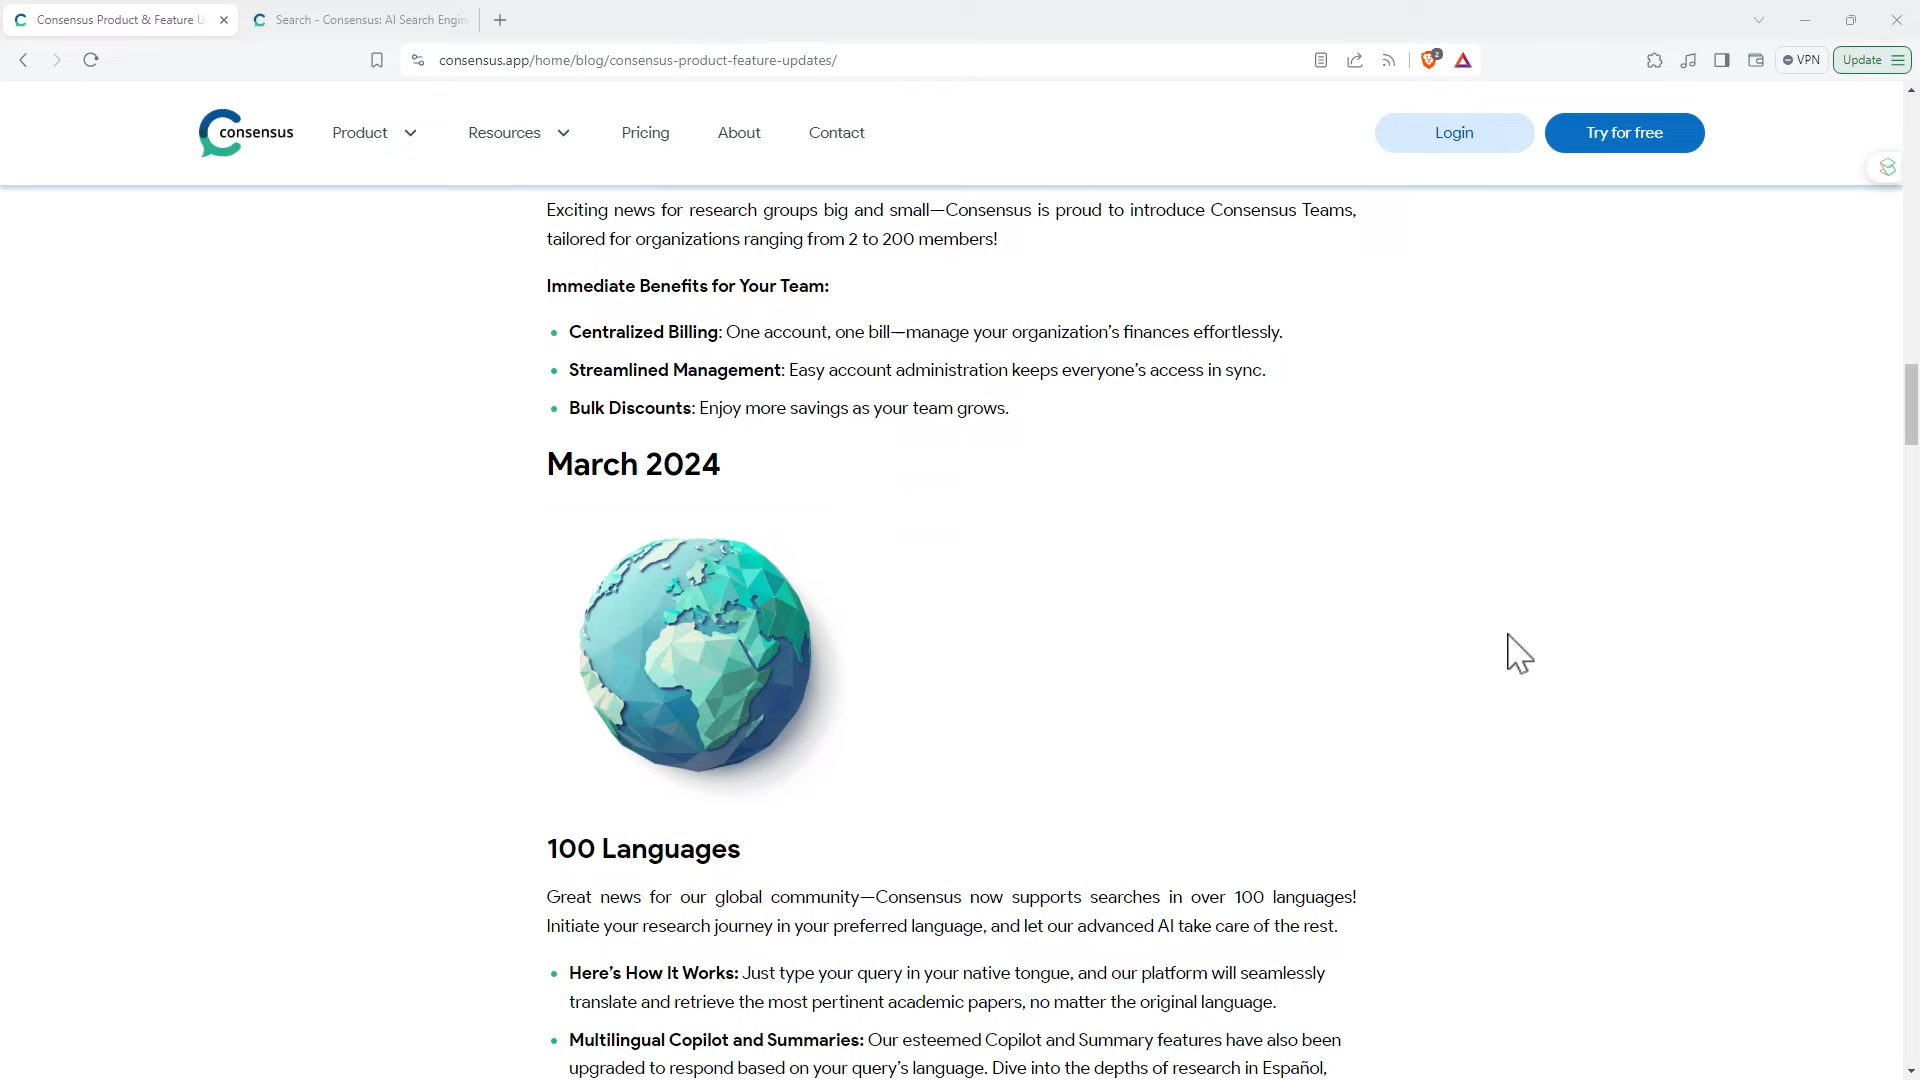 Consensus Product & Feature U
Search - Consensus: AI Search Engin
consensus.app/home/blog/consensus-product-feature-updates/
2
VPN
Update
consensus
Product
Resources
Pricing
About
Contact
Login
Try for free
Exciting news for research groups big and small—Consensus is proud to introduce Consensus Teams,
tailored for organizations ranging from 2 to 200 members!
Immediate Benefits for Your Team:
Centralized Billing: One account, one bill—manage your organization’s finances effortlessly.
Streamlined Management: Easy account administration keeps everyone’s access in sync.
Bulk Discounts: Enjoy more savings as your team grows.
March 2024
100 Languages
Great news for our global community—Consensus now supports searches in over 100 languages!
Initiate your research journey in your preferred language, and let our advanced AI take care of the rest.
Here’s How It Works: Just type your query in your native tongue, and our platform will seamlessly
translate and retrieve the most pertinent academic papers, no matter the original language.
Multilingual Copilot and Summaries: Our esteemed Copilot and Summary features have also been
upgraded to respond based on your query’s language. Dive into the depths of research in Español,